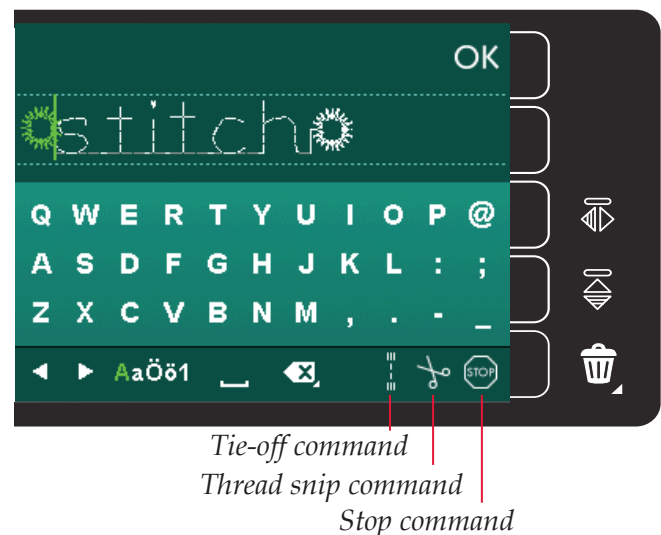 OK
stitch
Q W E R T Y U I O P @
A S D F G H J K L : ;
Z X C V B N M , . - _
AaÖö1 STOP
Tie-off command
Thread snip command
Stop command